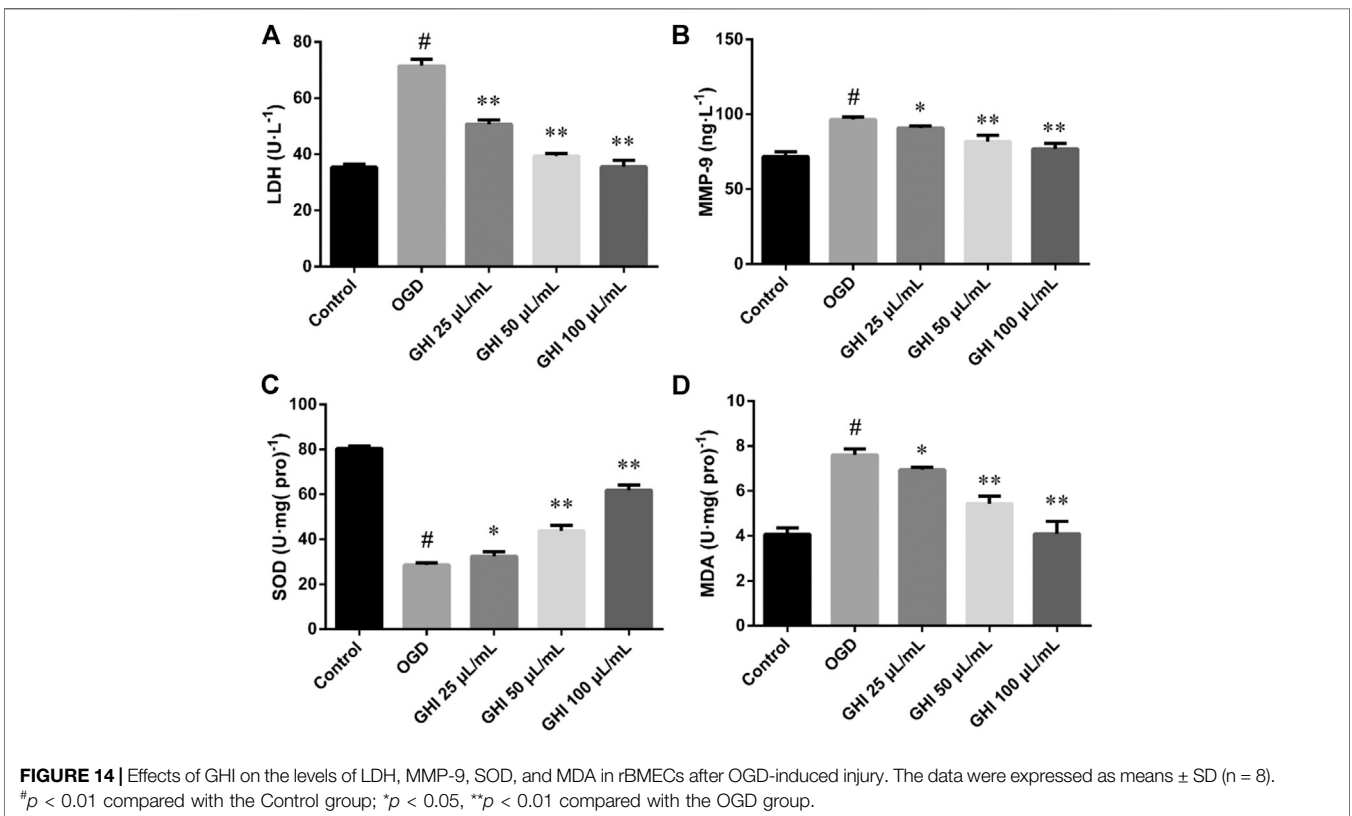 A
LDH (U·L⁻¹)
80
60
40
20
0
#
**
**
**
Control
OGD
GHI 25 µL/mL
GHI 50 µL/mL
GHI 100 µL/mL
B
MMP-9 (ng·L⁻¹)
150
100
50
0
#
*
**
**
Control
OGD
GHI 25 µL/mL
GHI 50 µL/mL
GHI 100 µL/mL
C
SOD (U·mg( pro)⁻¹)
100
80
60
40
20
0
#
*
**
**
Control
OGD
GHI 25 µL/mL
GHI 50 µL/mL
GHI 100 µL/mL
D
MDA (U·mg( pro)⁻¹)
10
8
6
4
2
0
#
*
**
**
Control
OGD
GHI 25 µL/mL
GHI 50 µL/mL
GHI 100 µL/mL
FIGURE 14 | Effects of GHI on the levels of LDH, MMP-9, SOD, and MDA in rBMECs after OGD-induced injury. The data were expressed as means ± SD (n = 8).
#p < 0.01 compared with the Control group; *p < 0.05, **p < 0.01 compared with the OGD group.